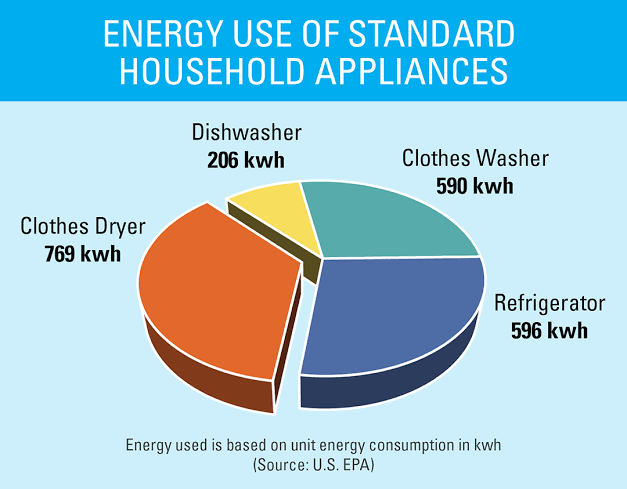 ENERGY USE OF STANDARD
HOUSEHOLD APPLIANCES
Dishwasher
206 kwh
Clothes Washer
590 kwh
Clothes Dryer
769 kwh
Refrigerator
596 kwh
Energy used is based on unit energy consumption in kwh
(Source: U.S. EPA)